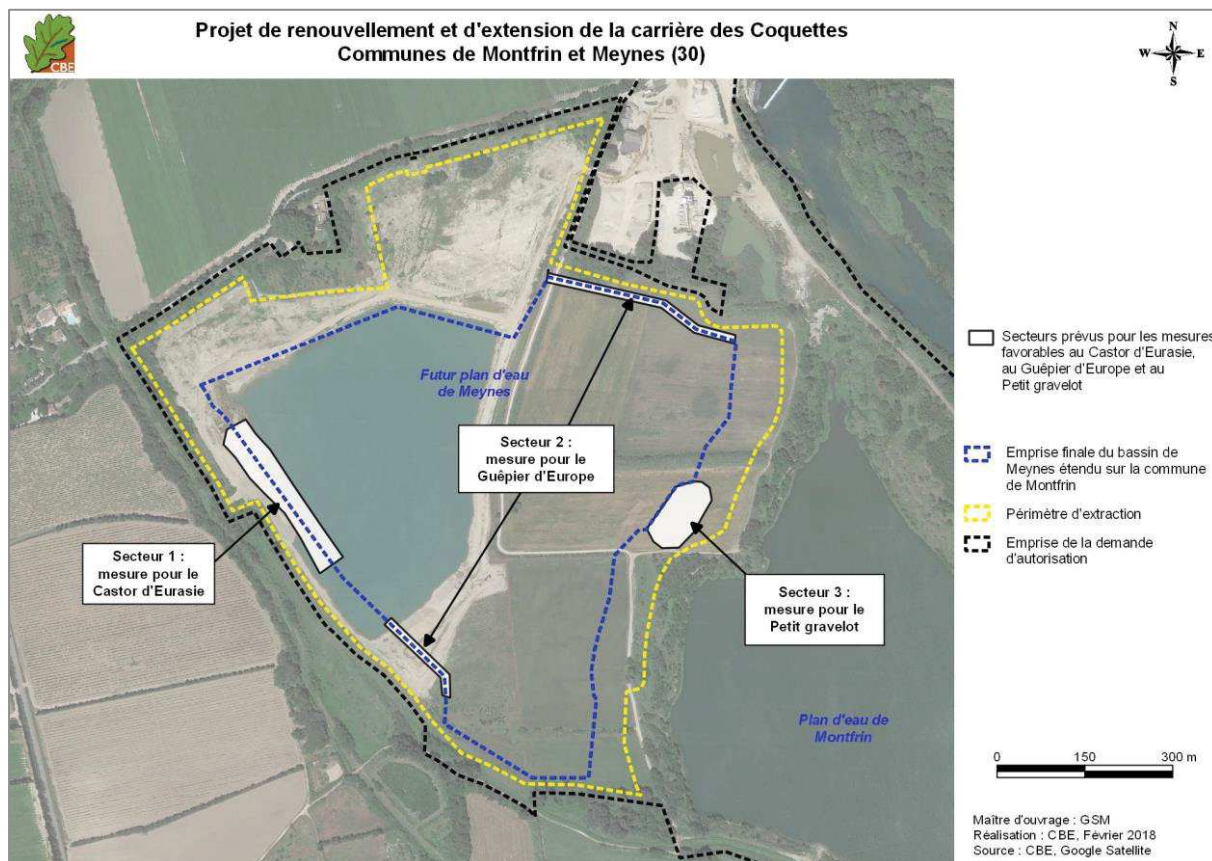 CBE
Projet de renouvellement et d'extension de la carrière des Coquettes
Communes de Montfrin et Meynes (30)
N
W
E
S
Futur plan d'eau
de Meynes
Secteur 2 :
mesure pour le
Guêpier d'Europe
Secteur 1 :
mesure pour le
Castor d'Eurasie
Secteur 3 :
mesure pour le
Petit gravelot
Plan d'eau de
Montfrin
Secteurs prévus pour les mesures
favorables au Castor d'Eurasie,
au Guêpier d'Europe et au
Petit gravelot
Emprise finale du bassin de
Meynes étendu sur la commune
de Montfrin
Périmètre d'extraction
Emprise de la demande
d'autorisation
0 150 300 m
Maître d'ouvrage : GSM
Réalisation : CBE, Février 2018
Source : CBE, Google Satellite